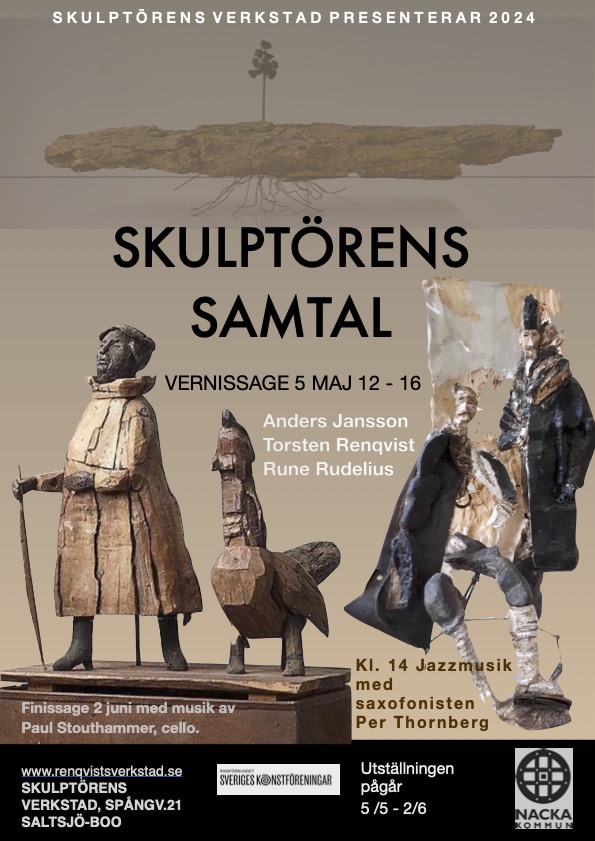 SKULPTÖRENS VERKSTAD PRESENTERAR 2024
SKULPTÖRENS
SAMTAL
VERNISSAGE 5 MAJ 12 - 16
Anders Jansson
Torsten Renqvist
Rune Rudelius
Kl. 14 Jazzmusik
med
saxofonisten
Per Thornberg
Finissage 2 juni med musik av
Paul Stouthammer, cello.
www.renqvistsverkstad.se
SKULPTÖRENS
VERKSTAD, SPÅNGV.21
SALTSJÖ-BOO
RIKSFÖRBUNDET
SVERIGES KONSTFÖRENINGAR
Utställningen
pågår
5 /5 - 2/6
NACKA
KOMMUN